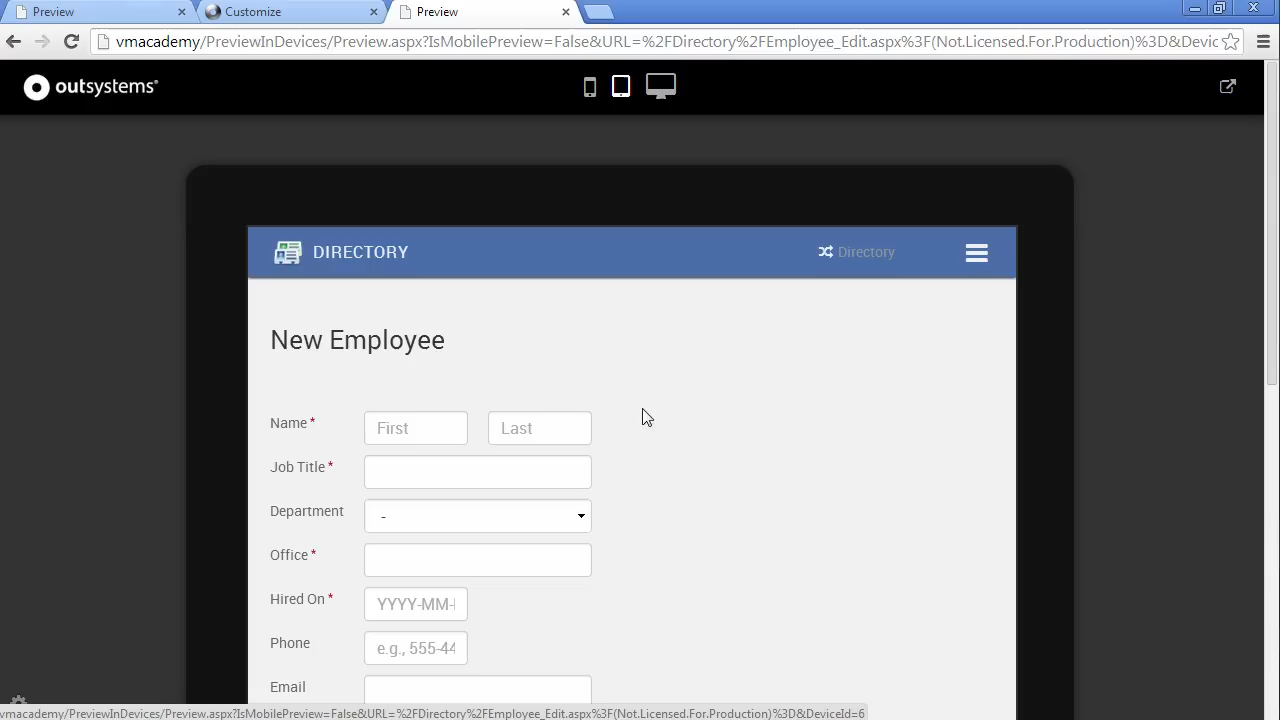 Preview
Customize
Preview
vmacademy/PreviewInDevices/Preview.aspx?IsMobilePreview=False&URL=%2FDirectory%2FEmployee_Edit.aspx%3F(Not.Licensed.For.Production)%3D&Devic
outsystems®
DIRECTORY
Directory
New Employee
Name *
First
Last
Job Title *
Department
-
Office *
Hired On *
YYYY-MM-
Phone
e.g., 555-44
Email
vmacademy/PreviewInDevices/Preview.aspx?IsMobilePreview=False&URL=%2FDirectory%2FEmployee_Edit.aspx%3F(Not.Licensed.For.Production)%3D&DeviceId=6